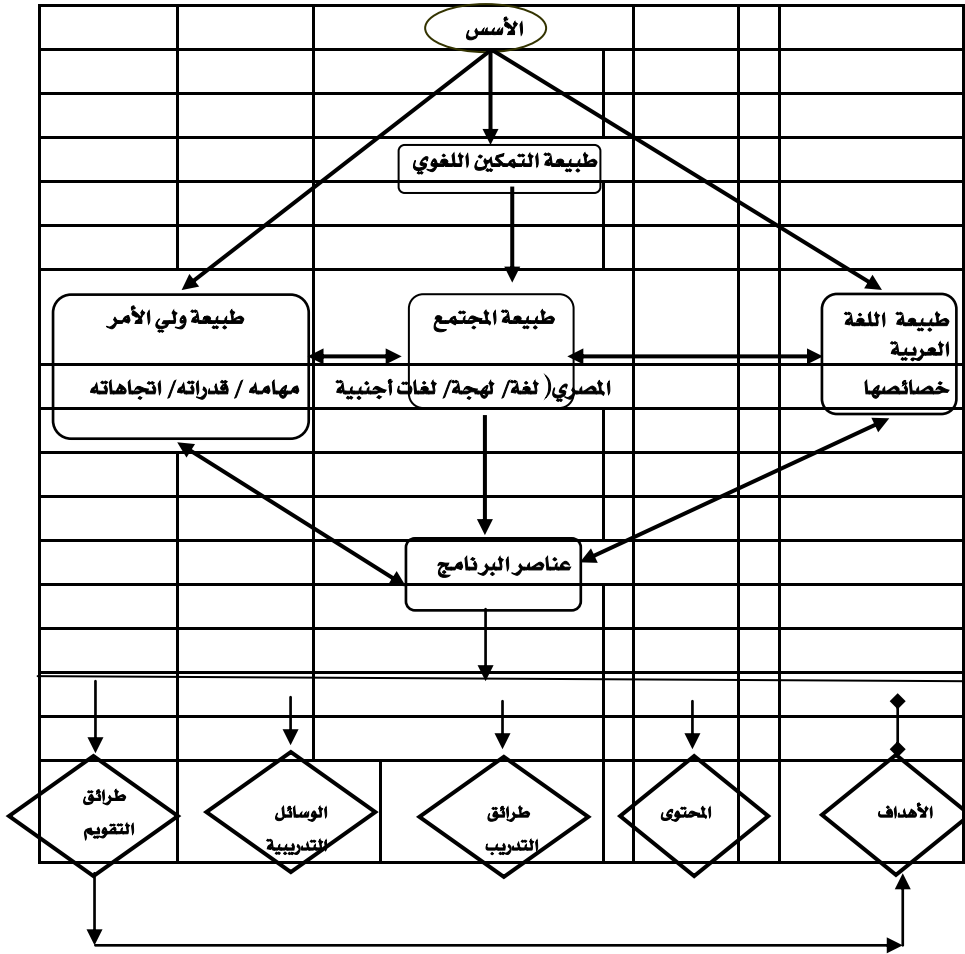 الأسس
طبيعة التمكين اللغوي
طبيعة اللغة
العربية
خصائصها
طبيعة المجتمع
المصري( لغة/ لهجة/ لغات أجنبية
طبيعة ولي الأمر
مهامه / قدراته/ اتجاهاته
عناصر البرنامج
الأهداف
المحتوى
طرائق
التدريب
الوسائل
التدريبية
طرائق
التقويم